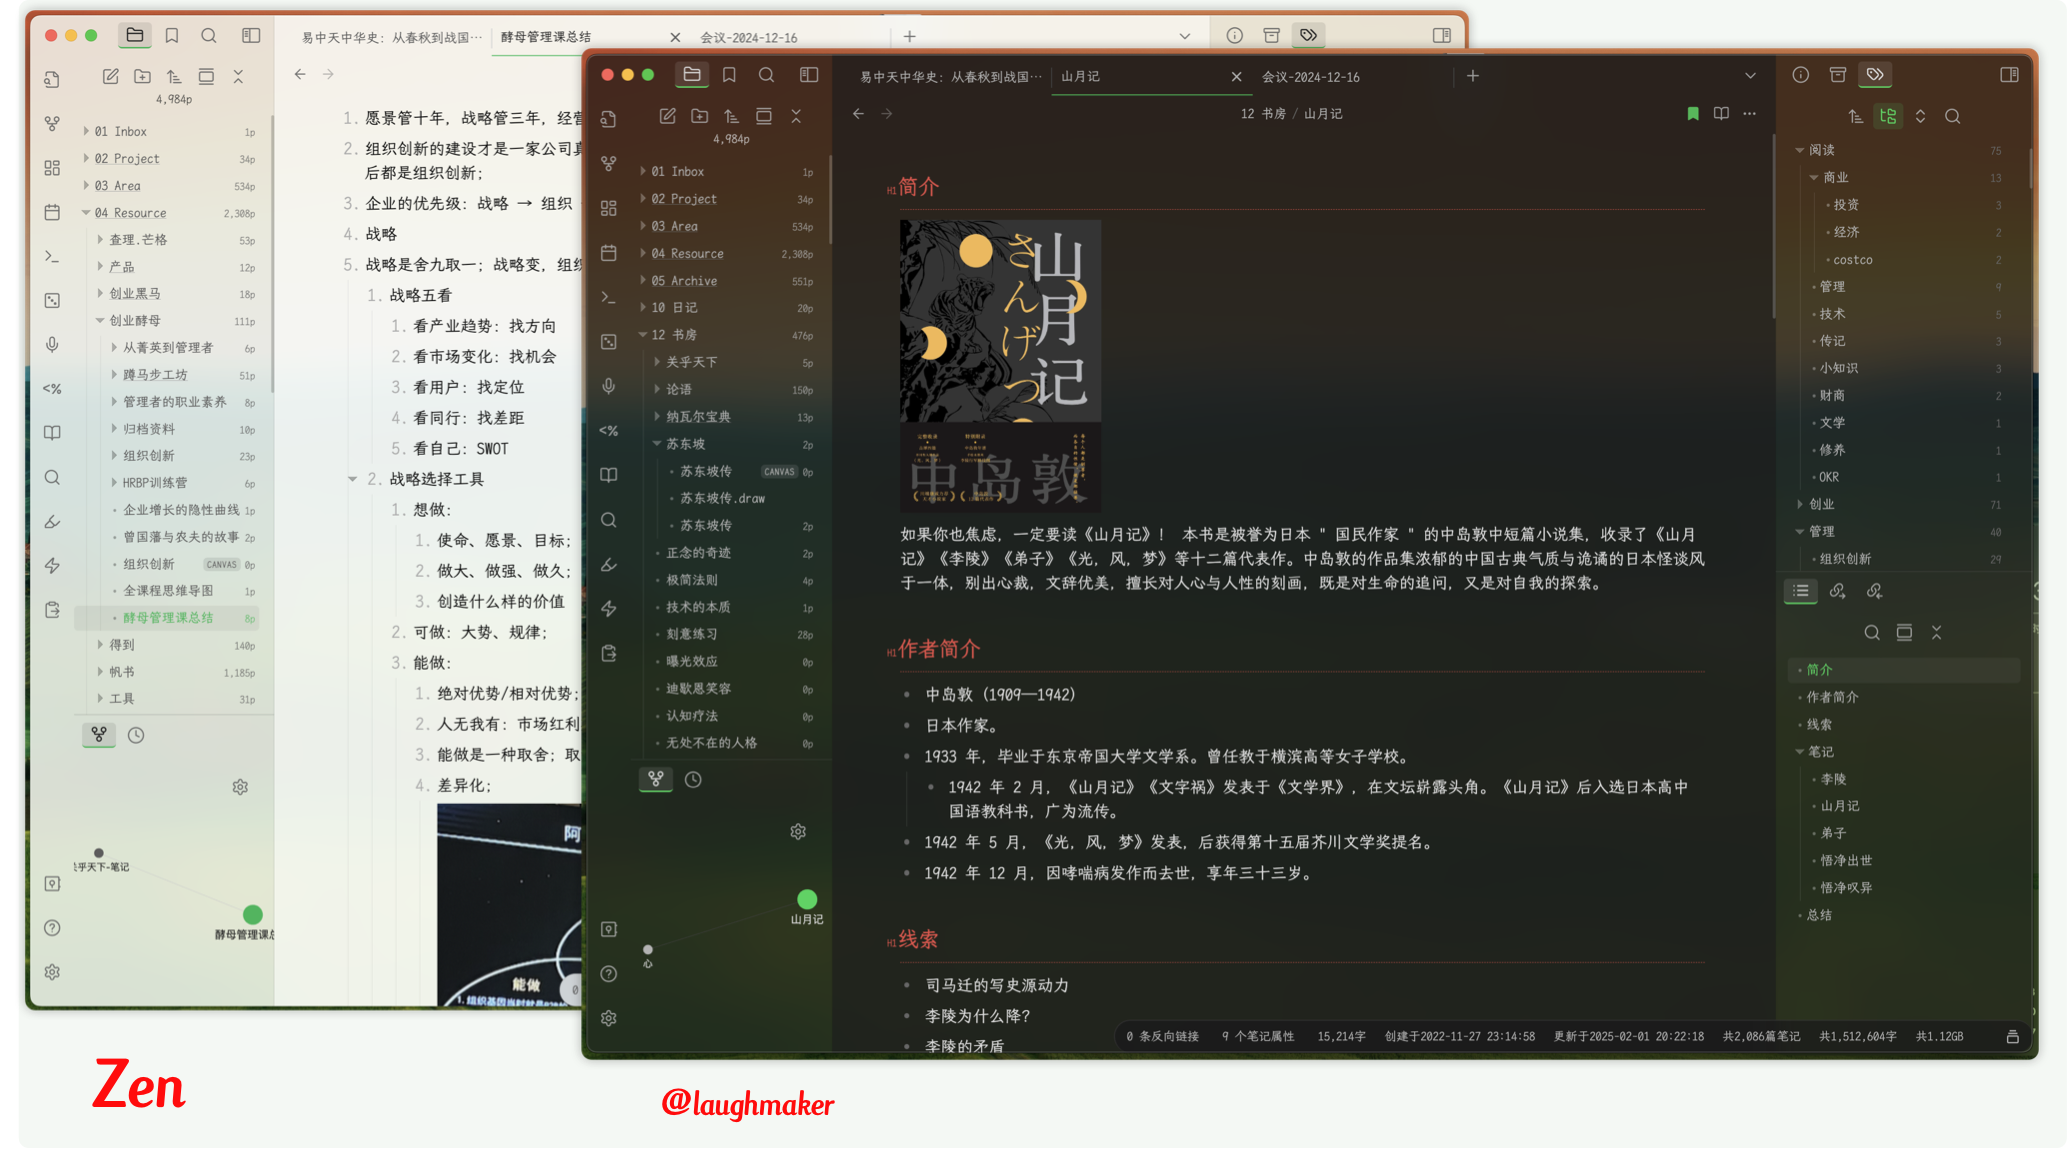 易中天中华史: 从春秋到战国…
酵母管理课总结
会议-2024-12-16
4,984p
01 Inbox 1p
02 Project 34p
03 Area 534p
04 Resource 2,308p
查理.芒格 53p
产品 12p
创业黑马 18p
创业酵母 111p
从菁英到管理者 6p
蹲马步工坊 51p
管理者的职业素养 8p
归档资料 10p
组织创新 23p
HRBP训练营 6p
企业增长的隐性曲线 1p
曾国藩与农夫的故事 2p
组织创新 CANVAS 0p
全课程思维导图 1p
酵母管理课总结 8p
得到 140p
帆书 1,185p
工具 31p
乎天下-笔记
酵母管理课总
<%
1. 愿景管十年, 战略管三年, 经营
2. 组织创新的建设才是一家公司真
后都是组织创新;
3. 企业的优先级: 战略 → 组织
4. 战略
5. 战略是舍九取一; 战略变, 组织
1. 战略五看
1. 看产业趋势: 找方向
2. 看市场变化: 找机会
3. 看用户: 找定位
4. 看同行: 找差距
5. 看自己: SWOT
2. 战略选择工具
1. 想做:
1. 使命、愿景、目标;
2. 做大、做强、做久;
3. 创造什么样的价值
2. 可做: 大势、规律;
3. 能做:
1. 绝对优势/相对优势;
2. 人无我有: 市场红利
3. 能做是一种取舍; 取
4. 差异化;
阿
能做
0
易中天中华史: 从春秋到战国…
山月记
会议-2024-12-16
4,984p
01 Inbox 1p
02 Project 34p
03 Area 534p
04 Resource 2,308p
05 Archive 551p
10 日记 20p
12 书房 476p
关乎天下 5p
论语 150p
纳瓦尔宝典 13p
苏东坡 2p
苏东坡传 CANVAS 0p
苏东坡传.draw
苏东坡传 2p
正念的奇迹 2p
极简法则 4p
技术的本质 1p
刻意练习 28p
曝光效应 0p
迪歇恩笑容 0p
认知疗法 0p
无处不在的人格 0p
山月记
心
<%
12 书房 / 山月记
H1 简介
山月记
さんげつ
中岛敦
如果你也焦虑, 一定要读《山月记》! 本书是被誉为日本 " 国民作家 " 的中岛敦中短篇小说集, 收录了《山月
记》《李陵》《弟子》《光, 风, 梦》等十二篇代表作。中岛敦的作品集浓郁的中国古典气质与诡谲的日本怪谈风
于一体, 别出心裁, 文辞优美, 擅长对人心与人性的刻画, 既是对生命的追问, 又是对自我的探索。
H1 作者简介
中岛敦 (1909—1942)
日本作家。
1933 年, 毕业于东京帝国大学文学系。曾任教于横滨高等女子学校。
1942 年 2 月, 《山月记》《文字祸》发表于《文学界》, 在文坛崭露头角。《山月记》后入选日本高中
国语教科书, 广为流传。
1942 年 5 月, 《光, 风, 梦》发表, 后获得第十五届芥川文学奖提名。
1942 年 12 月, 因哮喘病发作而去世, 享年三十三岁。
H1 线索
司马迁的写史源动力
李陵为什么降?
李陵的矛盾
阅读 75
商业 13
投资 3
经济 2
costco 2
管理 9
技术 5
传记 3
小知识 3
财商 2
文学 1
修养 1
OKR 1
创业 71
管理 40
组织创新 29
简介
作者简介
线索
笔记
李陵
山月记
弟子
悟净出世
悟净叹异
总结
0 条反向链接 9 个笔记属性 15,214字 创建于2022-11-27 23:14:58 更新于2025-02-01 20:22:18 共2,086篇笔记 共1,512,604字 共1.12GB
Zen
@laughmaker